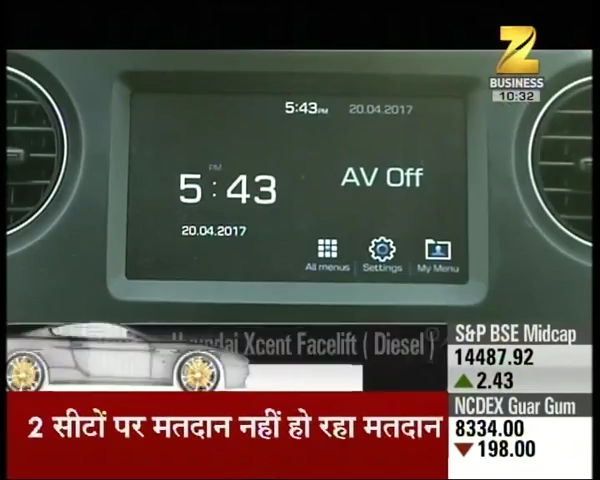 Z
BUSINESS
10:32
5:43PM 20.04.2017
PM
5:43
AV Off
20.04.2017
All menus Settings My Menu
Hyundai Xcent Facelift ( Diesel )
S&P BSE Midcap
14487.92
2.43
2 सीटों पर मतदान नहीं हो रहा मतदान
NCDEX Guar Gum
8334.00
198.00